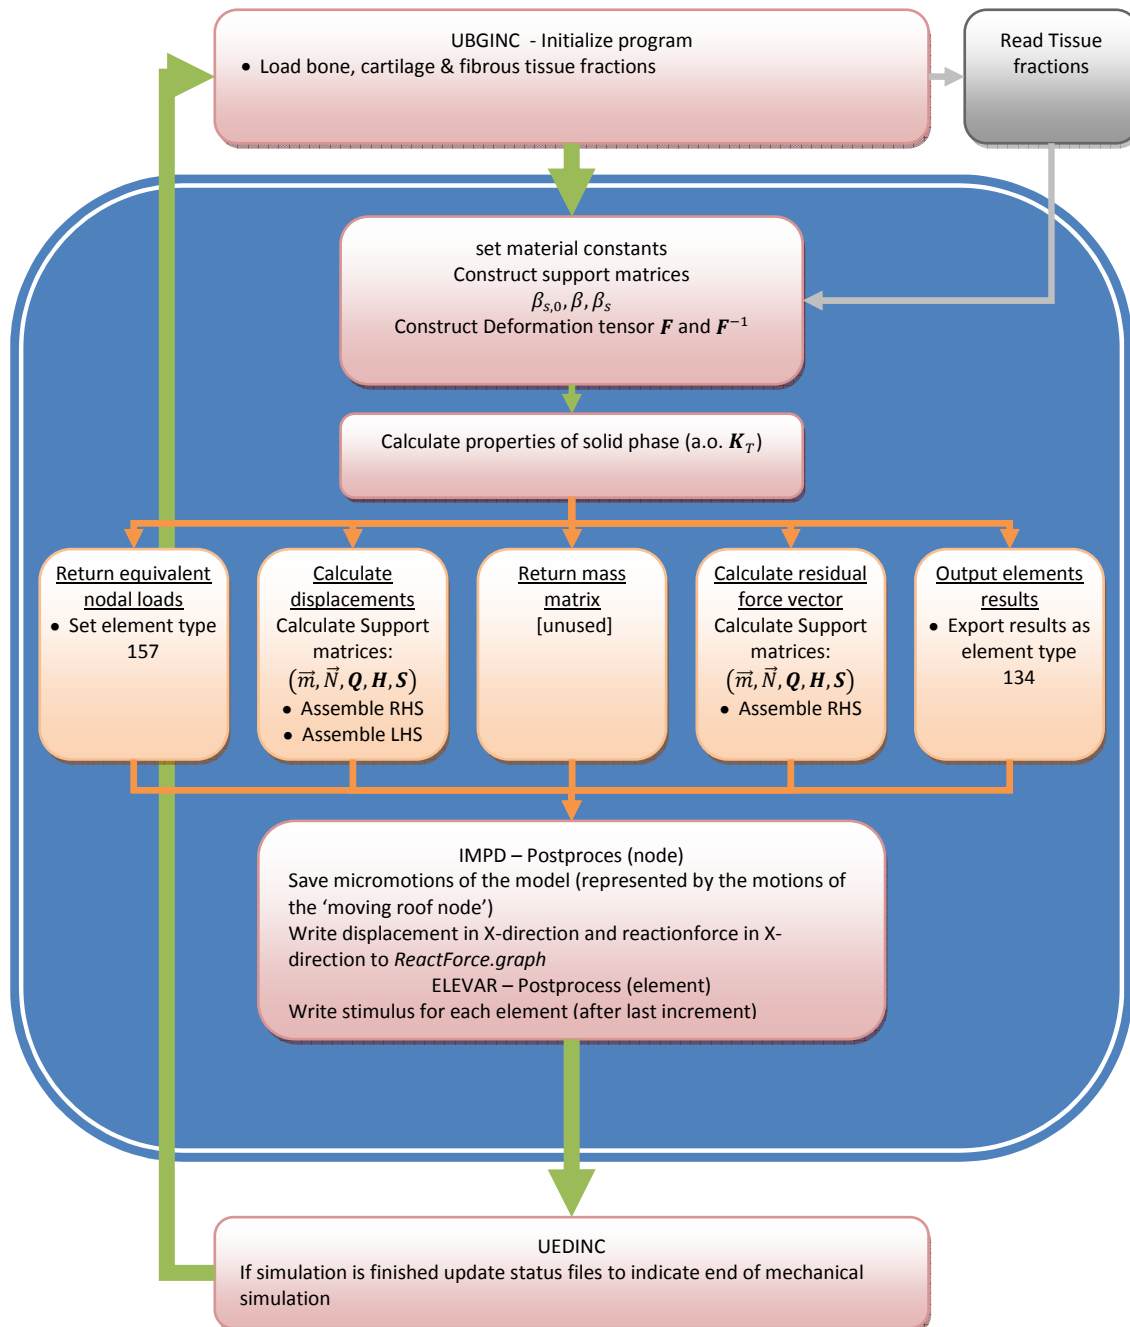 UBGINC  - Initialize program
• Load bone, cartilage & fibrous tissue fractions
Read Tissue
fractions
set material constants
Construct support matrices
𝛽ₛ,₀, 𝛽, 𝛽ₛ
Construct Deformation tensor 𝑭 and 𝑭⁻¹
Calculate properties of solid phase (a.o. 𝑲_T)
Return equivalent
nodal loads
• Set element type
157
Calculate
displacements
Calculate Support
matrices:
(m⃗, N⃗, 𝑸, 𝑯, 𝑺)
• Assemble RHS
• Assemble LHS
Return mass
matrix
[unused]
Calculate residual
force vector
Calculate Support
matrices:
(m⃗, N⃗, 𝑸, 𝑯, 𝑺)
• Assemble RHS
Output elements
results
• Export results as
element type
134
IMPD – Postproces (node)
Save micromotions of the model (represented by the motions of
the ‘moving roof node’)
Write displacement in X-direction and reactionforce in X-
direction to ReactForce.graph
ELEVAR – Postprocess (element)
Write stimulus for each element (after last increment)
UEDINC
If simulation is finished update status files to indicate end of mechanical
simulation